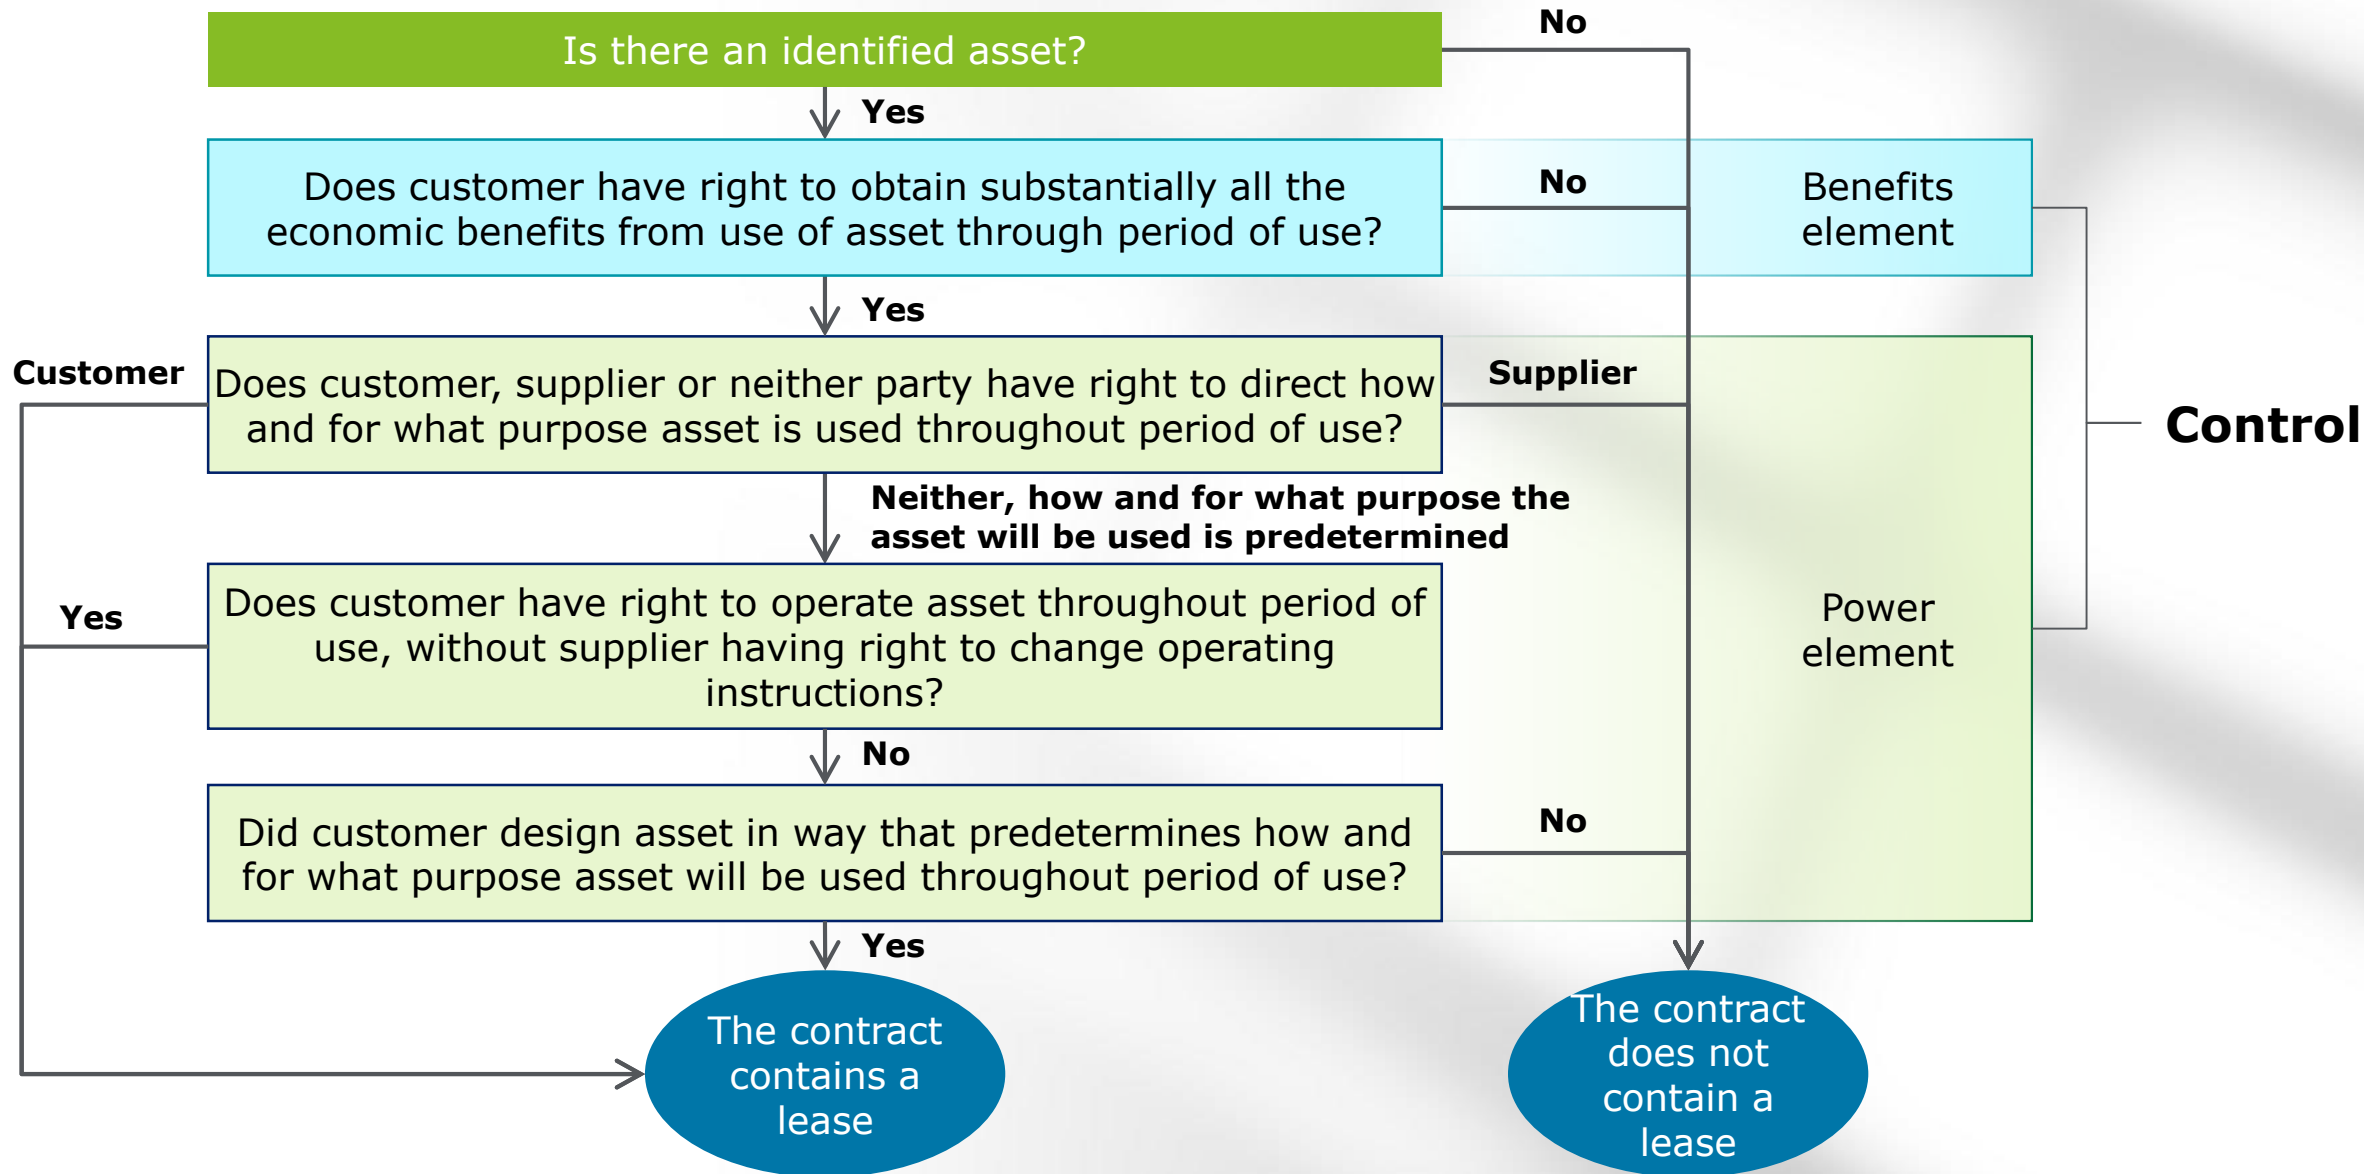 Is there an identified asset?
No
Yes
Does customer have right to obtain substantially all the
economic benefits from use of asset through period of use?
No
Benefits
element
Yes
Customer
Does customer, supplier or neither party have right to direct how
and for what purpose asset is used throughout period of use?
Supplier
Control
Neither, how and for what purpose the
asset will be used is predetermined
Yes
Does customer have right to operate asset throughout period of
use, without supplier having right to change operating
instructions?
Power
element
No
Did customer design asset in way that predetermines how and
for what purpose asset will be used throughout period of use?
No
Yes
The contract
contains a
lease
The contract
does not
contain a
lease